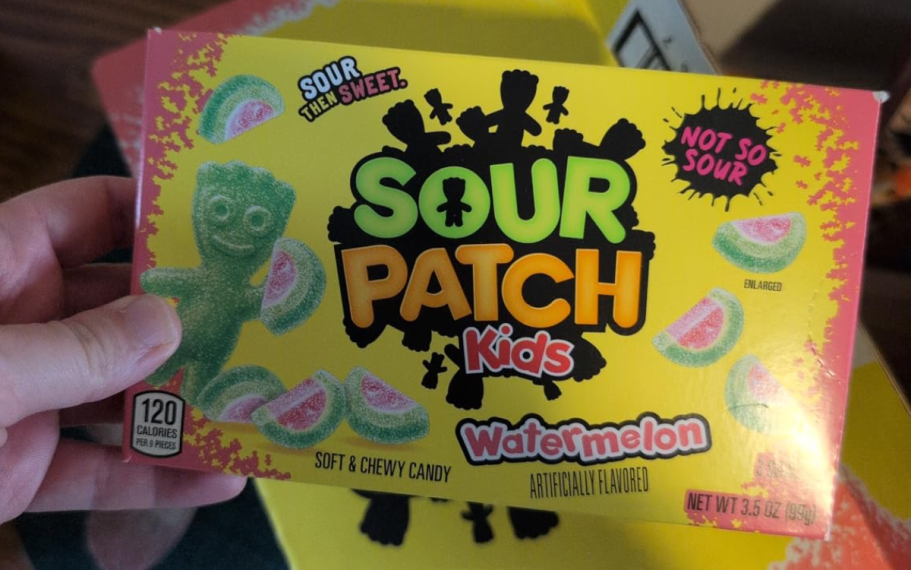 SOUR
THEN SWEET.
NOT SO
SOUR
SOUR
PATCH
Kids
ENLARGED
Watermelon
120
CALORIES
PER 9 PIECES
SOFT & CHEWY CANDY
ARTIFICIALLY FLAVORED
NET WT 3.5 OZ (99g)